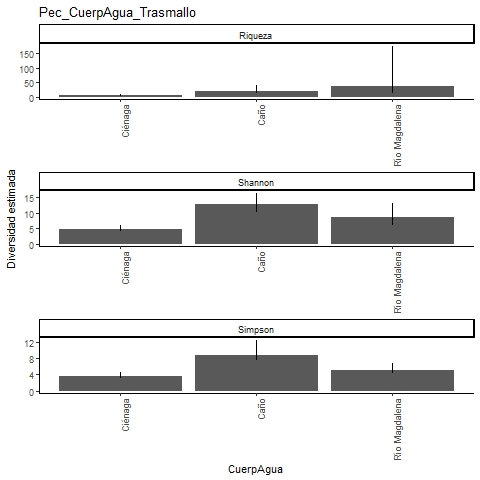 Pec_CuerpAgua_Trasmallo
Riqueza
150
100
50
0
Ciénaga
Caño
Río Magdalena
Shannon
15
10
5
0
Ciénaga
Caño
Río Magdalena
Simpson
12
8
4
0
Ciénaga
Caño
Río Magdalena
Diversidad estimada
CuerpAgua